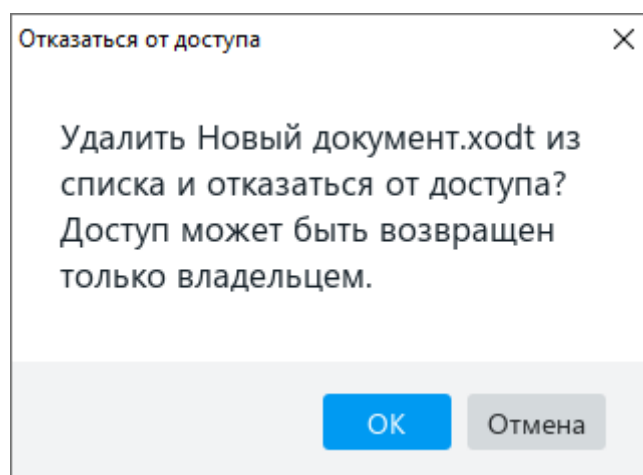 Отказаться от доступа
Удалить Новый документ.xodt из
списка и отказаться от доступа?
Доступ может быть возвращен
только владельцем.
OK
Отмена